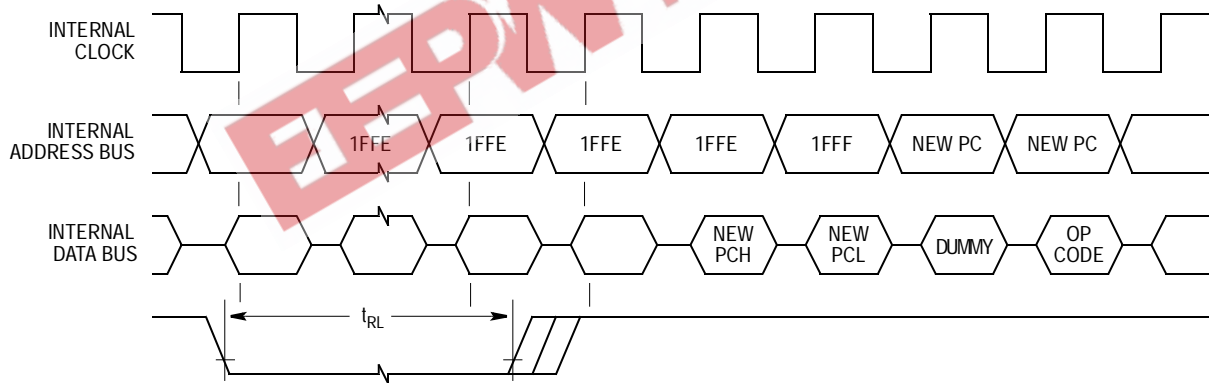 INTERNAL
CLOCK
INTERNAL
ADDRESS BUS
1FFE
1FFE
1FFE
1FFE
1FFF
NEW PC
NEW PC
INTERNAL
DATA BUS
NEW
PCH
NEW
PCL
DUMMY
OP
CODE
tRL